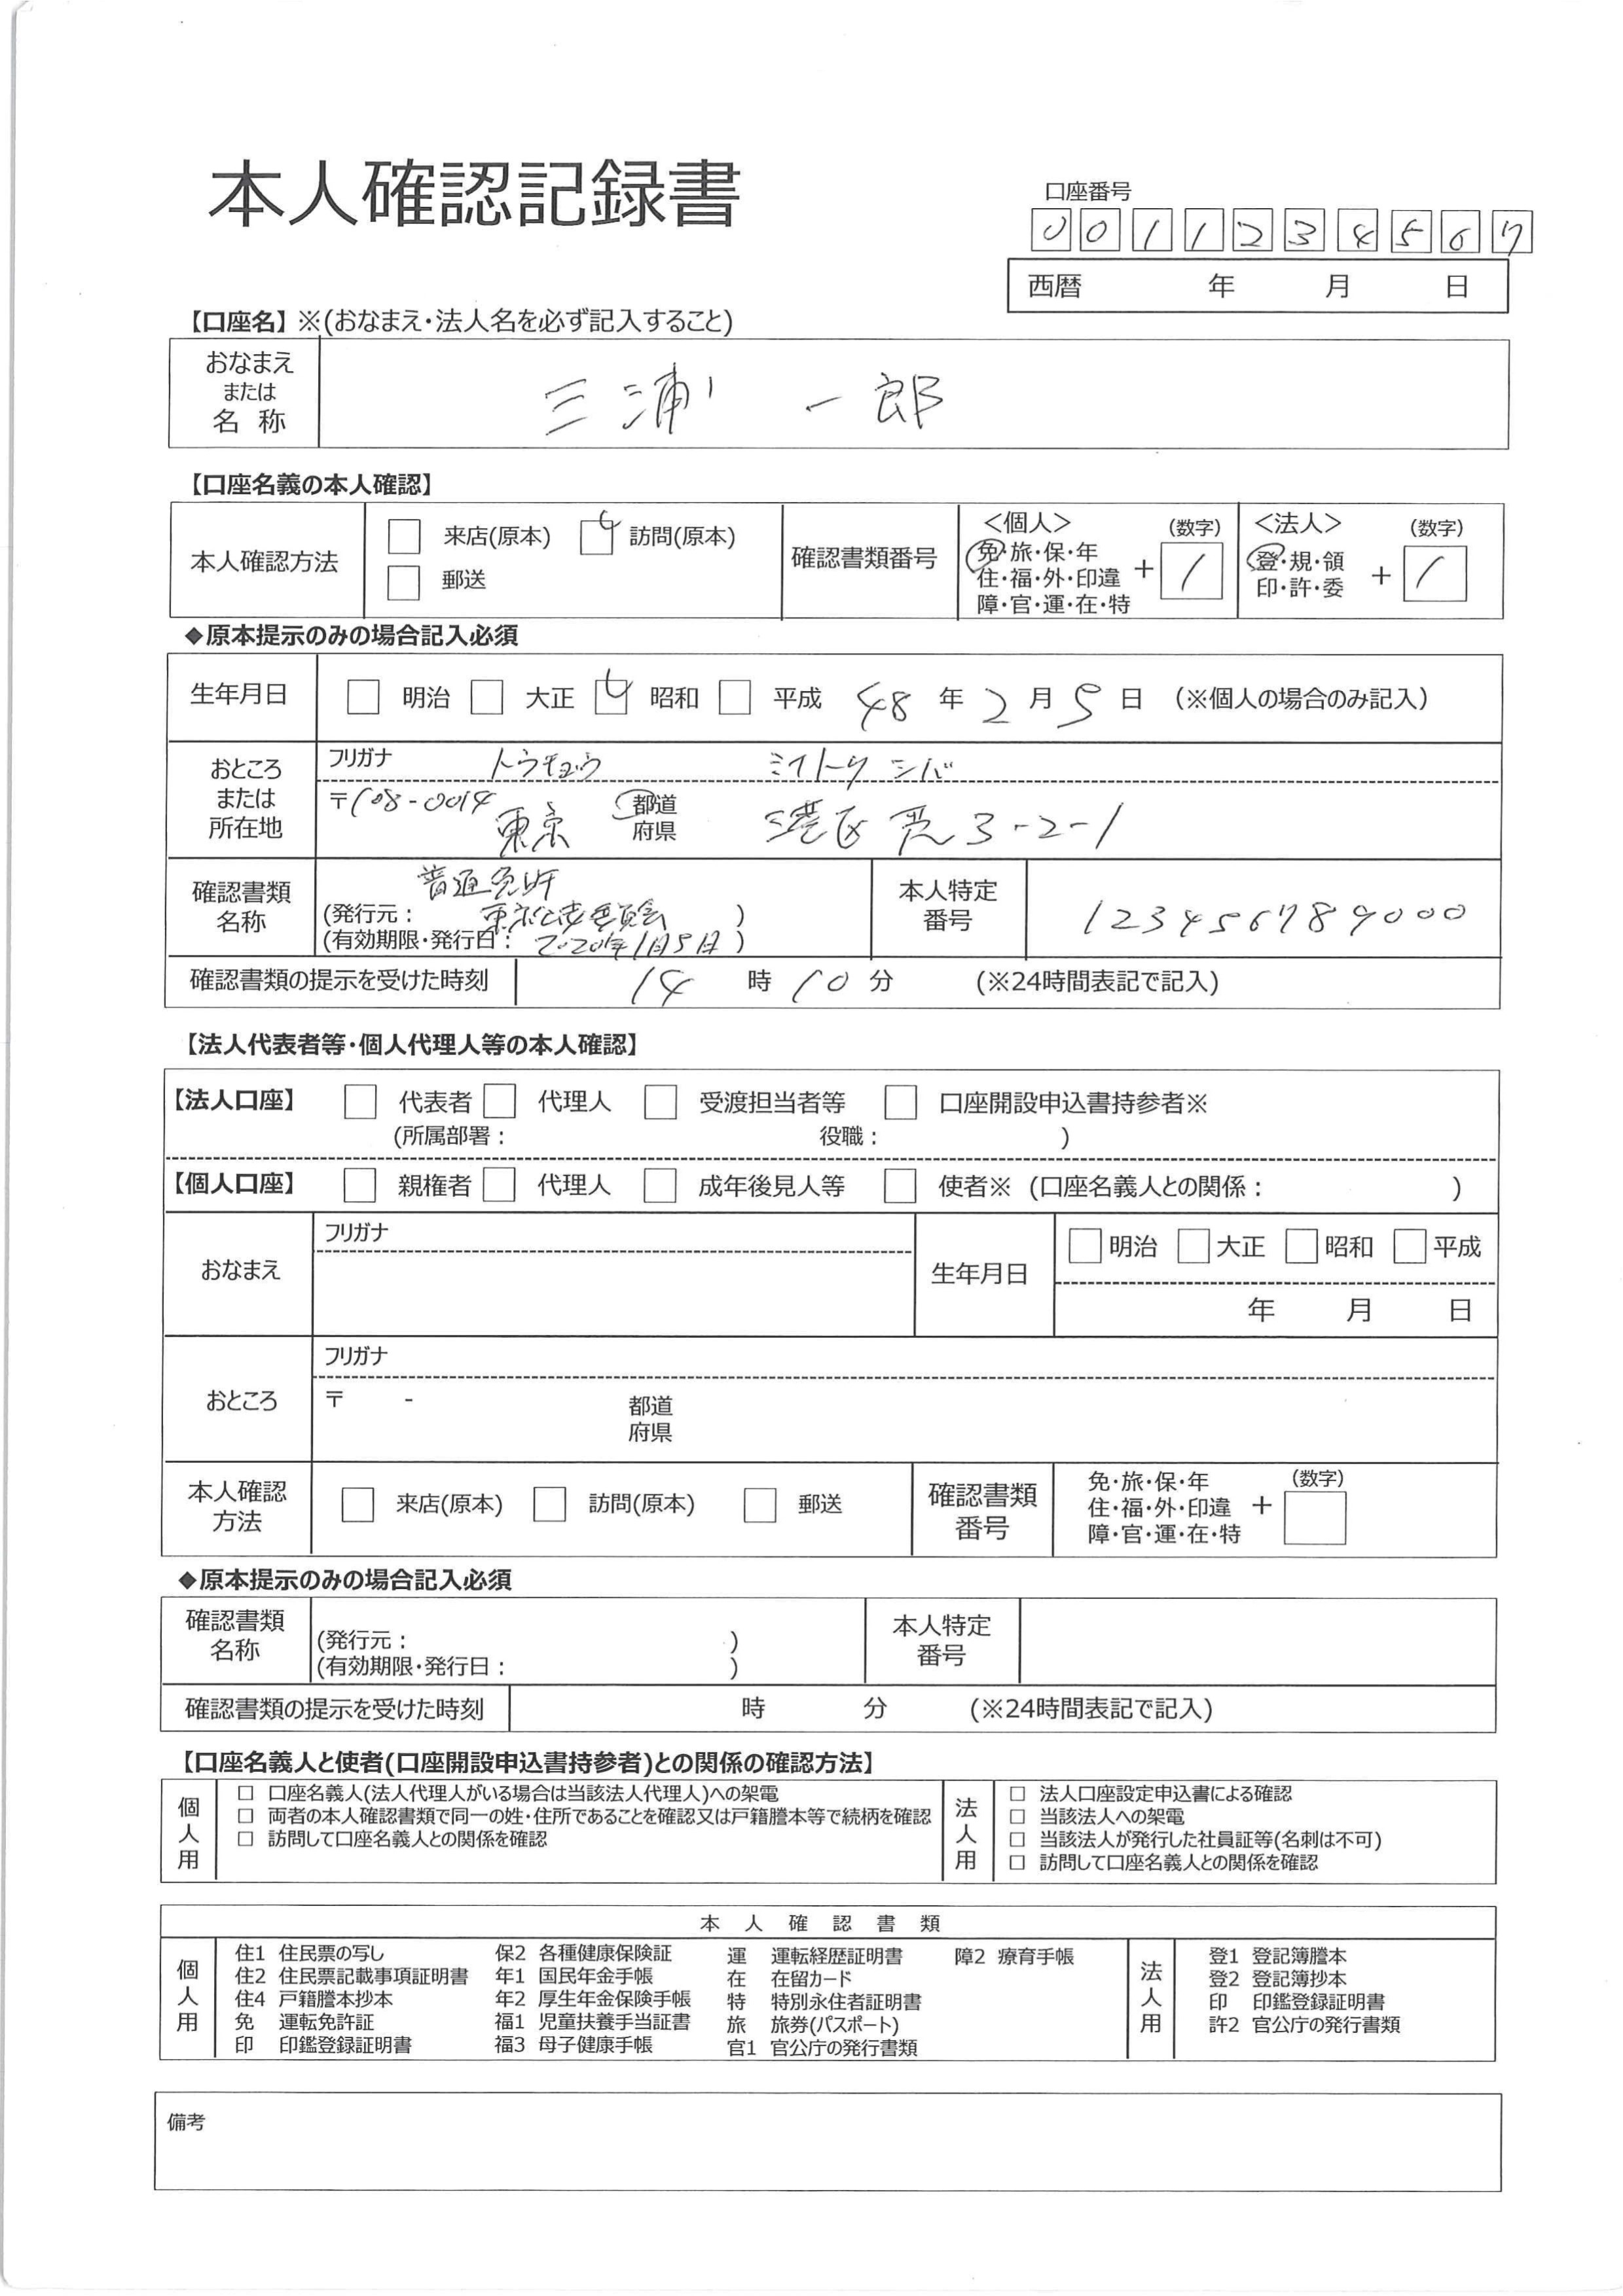 本人確認記録書
口座番号
0011234567
西暦 年 月 日
【口座名】※(おなまえ・法人名を必ず記入すること)
おなまえ
または
名 称
三浦 一郎
【口座名義の本人確認】
本人確認方法
来店(原本) 訪問(原本)
郵送
確認書類番号
<個人> (数字)
免・旅・保・年
住・福・外・印違 + 1
障・官・運・在・特
<法人> (数字)
登・規・領
印・許・委 + 1
◆原本提示のみの場合記入必須
生年月日 明治 大正 昭和 平成 48 年 2 月 5 日 (※個人の場合のみ記入)
おところ
または
所在地
フリガナ トウキョウ ミナトク シバ
〒108-0014 東京 都道 港区 芝 3-2-1
府県
確認書類
名称
普通免許
(発行元: 東京公安委員会 )
(有効期限・発行日: 2020年1月5日 )
本人特定
番号
123456789000
確認書類の提示を受けた時刻 14 時 10 分 (※24時間表記で記入)
【法人代表者等・個人代理人等の本人確認】
【法人口座】 代表者 代理人 受渡担当者等 口座開設申込書持参者※
(所属部署: 役職: )
【個人口座】 親権者 代理人 成年後見人等 使者※ (口座名義人との関係: )
おなまえ
フリガナ
生年月日
明治 大正 昭和 平成
年 月 日
おところ
フリガナ
〒 - 都道
府県
本人確認
方法
来店(原本) 訪問(原本) 郵送
確認書類
番号
免・旅・保・年 (数字)
住・福・外・印違 +
障・官・運・在・特
◆原本提示のみの場合記入必須
確認書類
名称
(発行元: )
(有効期限・発行日: )
本人特定
番号
確認書類の提示を受けた時刻 時 分 (※24時間表記で記入)
【口座名義人と使者(口座開設申込書持参者)との関係の確認方法】
個人用
□ 口座名義人(法人代理人がいる場合は当該法人代理人)への架電
□ 両者の本人確認書類で同一の姓・住所であることを確認又は戸籍謄本等で続柄を確認
□ 訪問して口座名義人との関係を確認
法人用
□ 法人口座設定申込書による確認
□ 当該法人への架電
□ 当該法人が発行した社員証等(名刺は不可)
□ 訪問して口座名義人との関係を確認
本 人 確 認 書 類
個人用
住1 住民票の写し
住2 住民票記載事項証明書
住4 戸籍謄本抄本
免 運転免許証
印 印鑑登録証明書
保2 各種健康保険証
年1 国民年金手帳
年2 厚生年金保険手帳
福1 児童扶養手当証書
福3 母子健康手帳
運 運転経歴証明書
在 在留カード
特 特別永住者証明書
旅 旅券(パスポート)
官1 官公庁の発行書類
障2 療育手帳
法人用
登1 登記簿謄本
登2 登記簿抄本
印 印鑑登録証明書
許2 官公庁の発行書類
備考